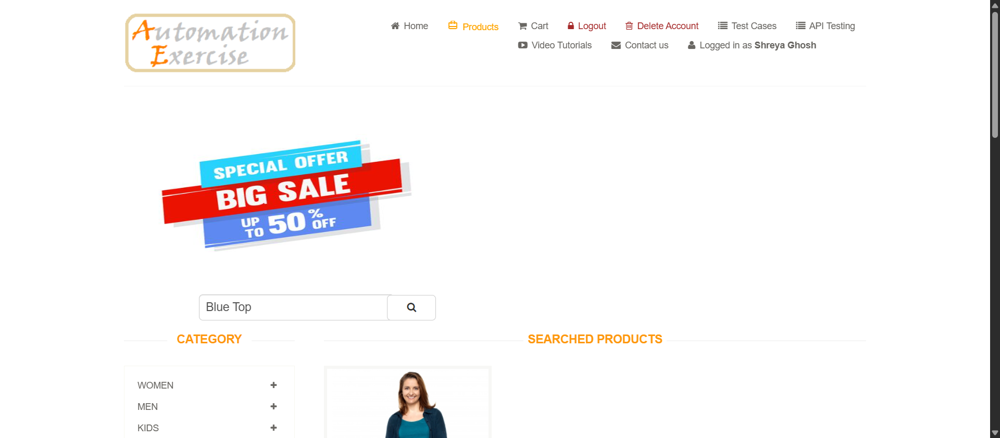 Automation
Exercise
Home Products Cart Logout Delete Account Test Cases API Testing
Video Tutorials Contact us Logged in as Shreya Ghosh
SPECIAL OFFER
BIG SALE
UP TO 50% OFF
Blue Top
CATEGORY
SEARCHED PRODUCTS
WOMEN
MEN
KIDS